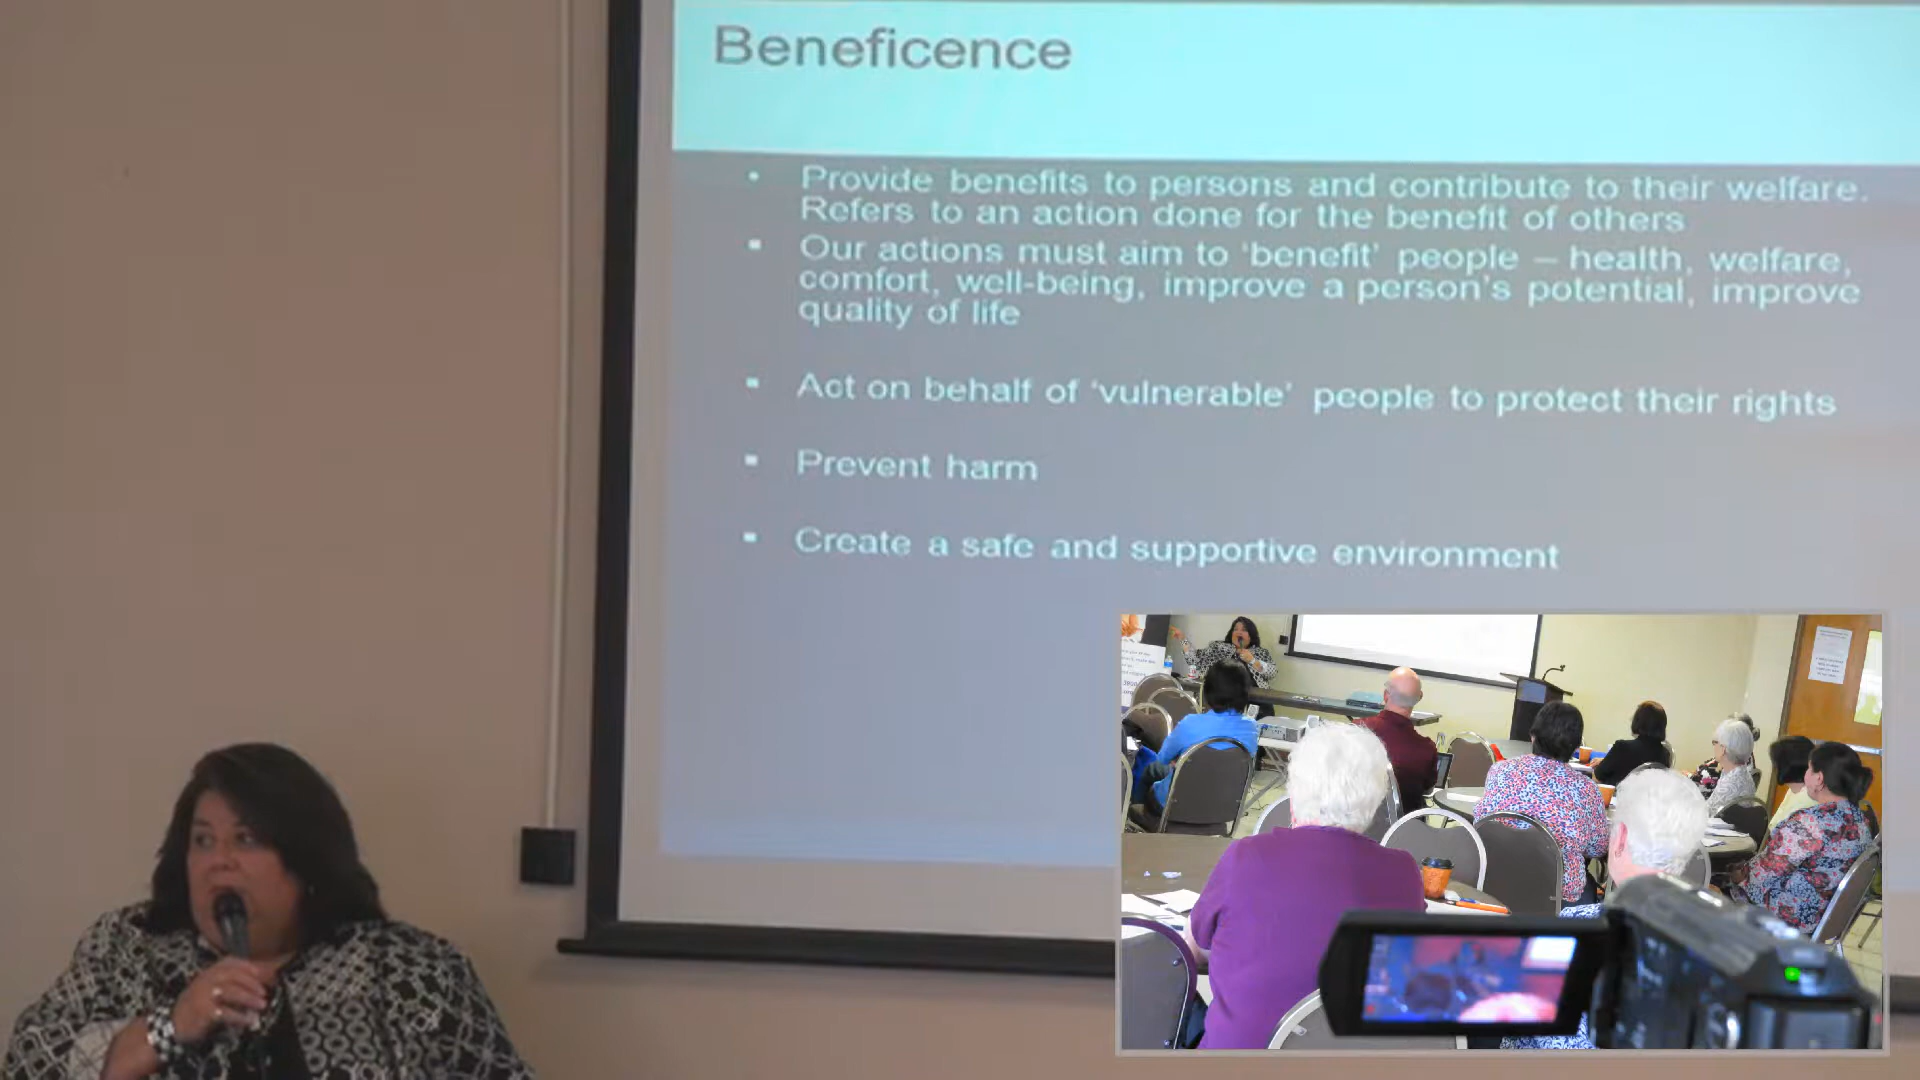 Beneficence
• Provide benefits to persons and contribute to their welfare.
Refers to an action done for the benefit of others
▪ Our actions must aim to ‘benefit’ people – health, welfare,
comfort, well-being, improve a person's potential, improve
quality of life
▪ Act on behalf of ‘vulnerable’ people to protect their rights
▪ Prevent harm
▪ Create a safe and supportive environment